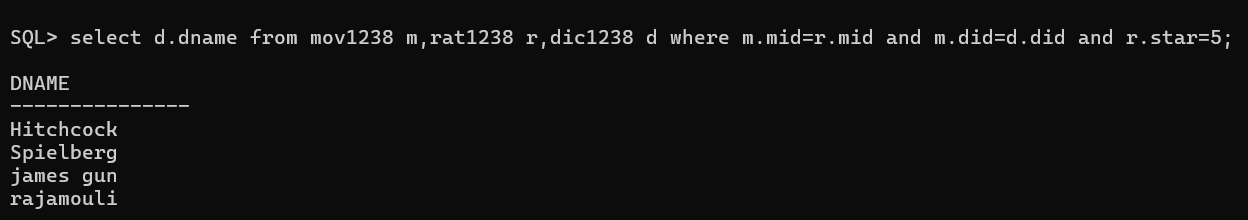 SQL> select d.dname from mov1238 m,rat1238 r,dic1238 d where m.mid=r.mid and m.did=d.did and r.star=5;
DNAME
---------------
Hitchcock
Spielberg
james gun
rajamouli